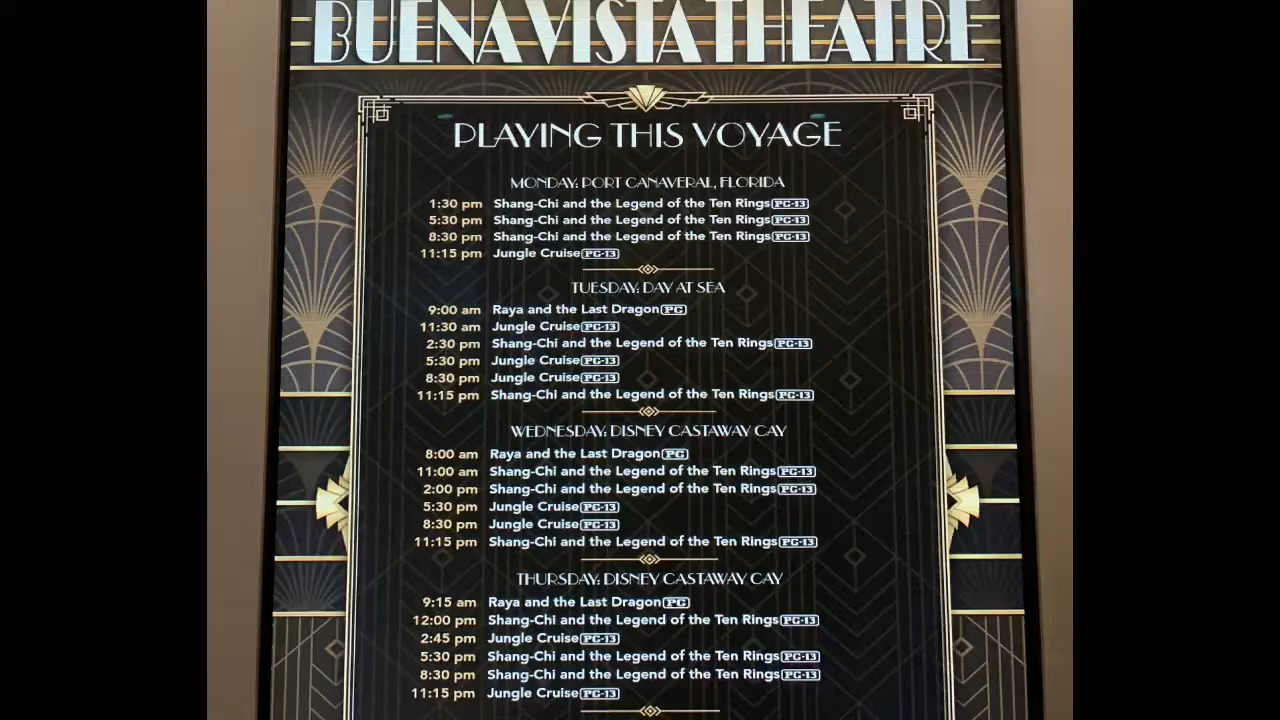 BUENA VISTA THEATRE
PLAYING THIS VOYAGE
MONDAY: PORT CANAVERAL, FLORIDA
1:30 pm Shang-Chi and the Legend of the Ten Rings PG-13
5:30 pm Shang-Chi and the Legend of the Ten Rings PG-13
8:30 pm Shang-Chi and the Legend of the Ten Rings PG-13
11:15 pm Jungle Cruise PG-13
TUESDAY: DAY AT SEA
9:00 am Raya and the Last Dragon PG
11:30 am Jungle Cruise PG-13
2:30 pm Shang-Chi and the Legend of the Ten Rings PG-13
5:30 pm Jungle Cruise PG-13
8:30 pm Jungle Cruise PG-13
11:15 pm Shang-Chi and the Legend of the Ten Rings PG-13
WEDNESDAY: DISNEY CASTAWAY CAY
8:00 am Raya and the Last Dragon PG
11:00 am Shang-Chi and the Legend of the Ten Rings PG-13
2:00 pm Shang-Chi and the Legend of the Ten Rings PG-13
5:30 pm Jungle Cruise PG-13
8:30 pm Jungle Cruise PG-13
11:15 pm Shang-Chi and the Legend of the Ten Rings PG-13
THURSDAY: DISNEY CASTAWAY CAY
9:15 am Raya and the Last Dragon PG
12:00 pm Shang-Chi and the Legend of the Ten Rings PG-13
2:45 pm Jungle Cruise PG-13
5:30 pm Shang-Chi and the Legend of the Ten Rings PG-13
8:30 pm Shang-Chi and the Legend of the Ten Rings PG-13
11:15 pm Jungle Cruise PG-13